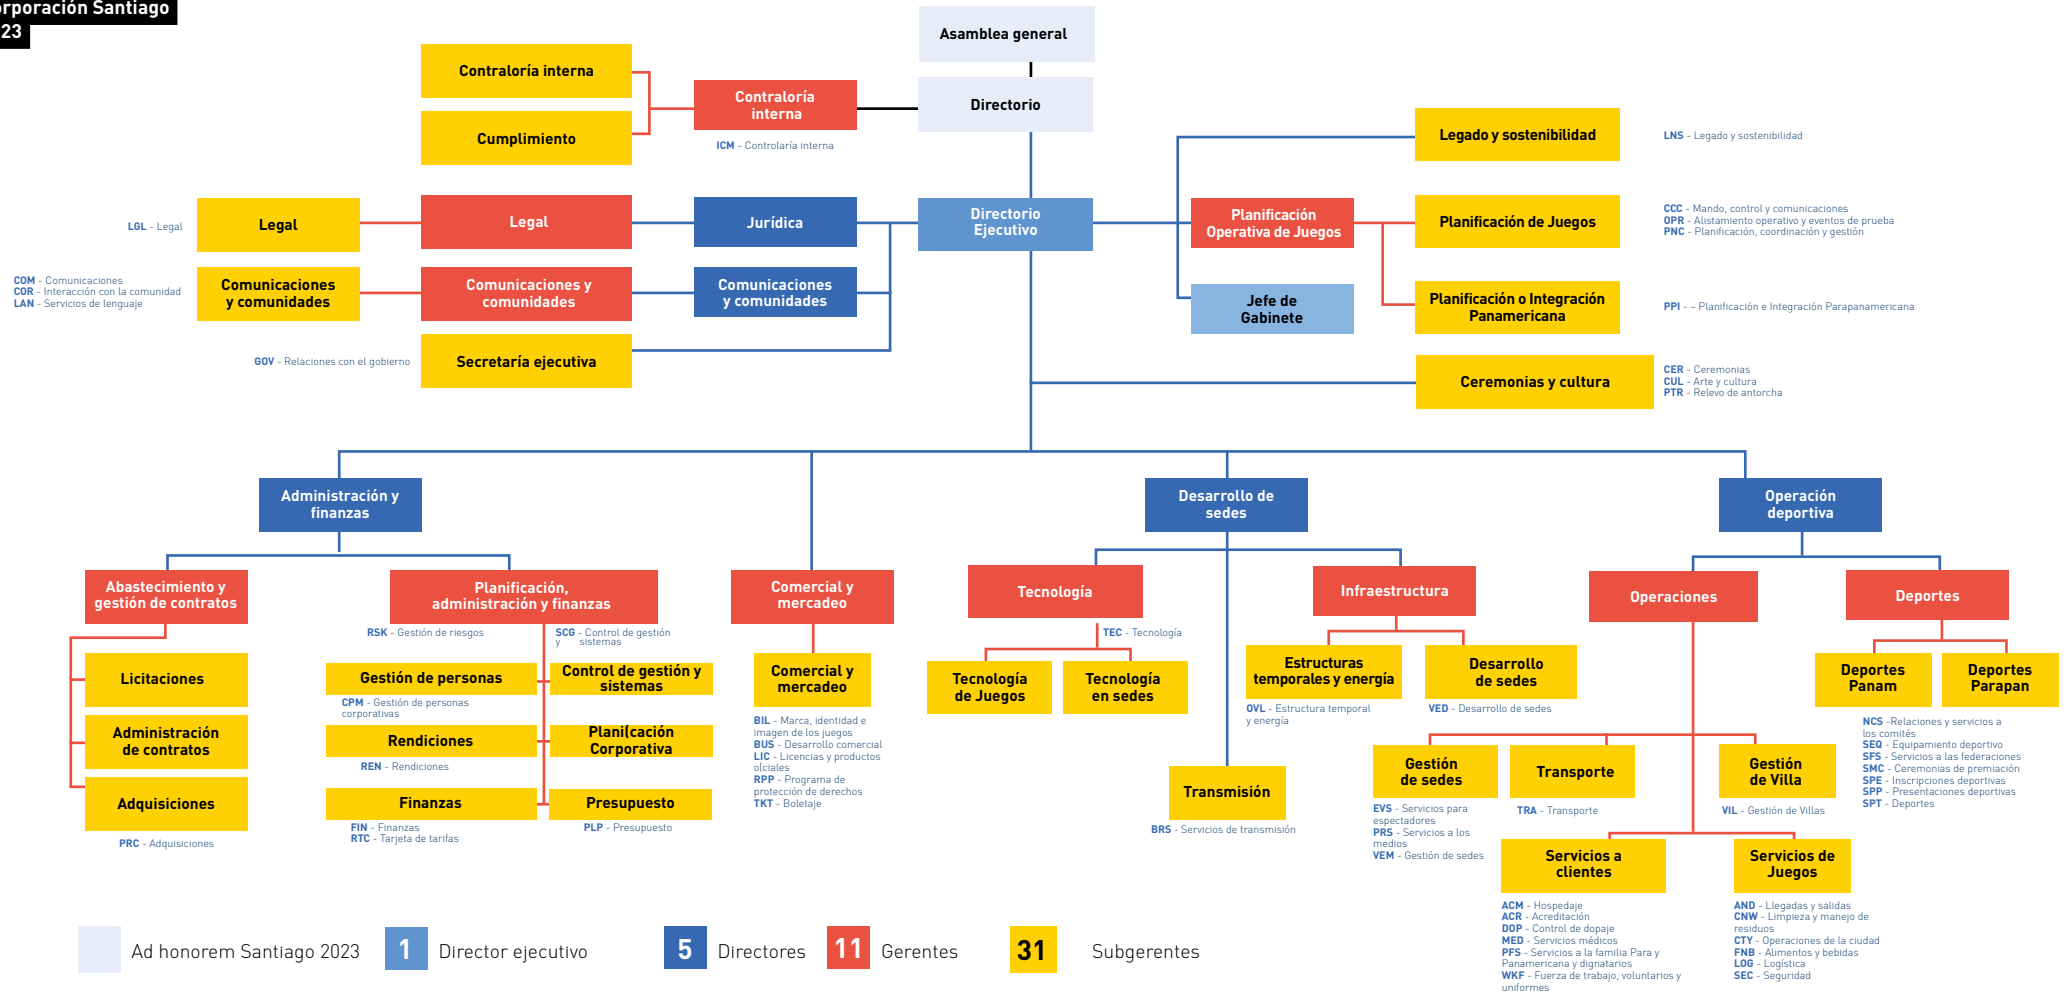 orporación Santiago
23
Asamblea general
Directorio
Contraloría interna
Cumplimiento
Contraloría
interna
ICM - Controlaría interna
Legado y sostenibilidad
LNS - Legado y sostenibilidad
LGL - Legal
Legal
Legal
Jurídica
Directorio
Ejecutivo
Planificación
Operativa de Juegos
Planificación de Juegos
CCC - Mando, control y comunicaciones
OPR - Alistamiento operativo y eventos de prueba
PNC - Planificación, coordinación y gestión
COM - Comunicaciones
COR - Interacción con la comunidad
LAN - Servicios de lenguaje
Comunicaciones
y comunidades
Comunicaciones y
comunidades
Comunicaciones
y comunidades
Jefe de
Gabinete
Planificación o Integración
Panamericana
PPI - – Planificación e Integración Parapanamericana
GOV - Relaciones con el gobierno
Secretaría ejecutiva
Ceremonias y cultura
CER - Ceremonias
CUL - Arte y cultura
PTR - Relevo de antorcha
Administración y
finanzas
Desarrollo de
sedes
Operación
deportiva
Abastecimiento y
gestión de contratos
Licitaciones
Administración
de contratos
Adquisiciones
PRC - Adquisiciones
Planificación,
administración y finanzas
RSK - Gestión de riesgos
SCG - Control de gestión
y sistemas
Gestión de personas
CPM - Gestión de personas
corporativas
Control de gestión y
sistemas
Rendiciones
REN - Rendiciones
Plani(cación
Corporativa
Finanzas
FIN - Finanzas
RTC - Tarjeta de tarifas
Presupuesto
PLP - Presupuesto
Comercial y
mercadeo
Comercial y
mercadeo
BIL - Marca, identidad e
imagen de los juegos
BUS - Desarrollo comercial
LIC - Licencias y productos
o(ciales
RPP - Programa de
protección de derechos
TKT - Boletaje
Tecnología
TEC - Tecnología
Tecnología
de Juegos
Tecnología
en sedes
Transmisión
BRS - Servicios de transmisión
Infraestructura
Estructuras
temporales y energía
OVL - Estructura temporal
y energía
Desarrollo
de sedes
VED - Desarrollo de sedes
Operaciones
Gestión
de sedes
EVS - Servicios para
espectadores
PRS - Servicios a los
medios
VEM - Gestión de sedes
Transporte
TRA - Transporte
Gestión
de Villa
VIL - Gestión de Villas
Servicios a
clientes
ACM - Hospedaje
ACR - Acreditación
DOP - Control de dopaje
MED - Servicios médicos
PFS - Servicios a la familia Para y
Panamericana y dignatarios
WKF - Fuerza de trabajo, voluntarios y
uniformes
Servicios de
Juegos
AND - Llegadas y salidas
CNW - Limpieza y manejo de
residuos
CTY - Operaciones de la ciudad
FNB - Alimentos y bebidas
LOG - Logística
SEC - Seguridad
Deportes
Deportes
Panam
Deportes
Parapan
NCS -Relaciones y servicios a
los comités
SEQ - Equipamiento deportivo
SFS - Servicios a las federaciones
SMC - Ceremonias de premiación
SPE - Inscripciones deportivas
SPP - Presentaciones deportivas
SPT - Deportes
Ad honorem Santiago 2023
1 Director ejecutivo
5 Directores
11 Gerentes
31 Subgerentes